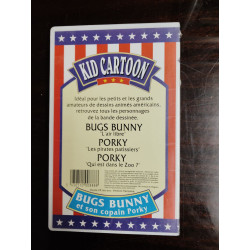 KID CARTOON
Idéal pour les petits et les grands
amateurs de dessins animés américains,
retrouvez tous les personnages
de la bande dessinée.
BUGS BUNNY
'L'air libre'
PORKY
'Les pirates patissiers'
PORKY
'Qui est dans le Zoo ?'
BUGS BUNNY
et son copain Porky